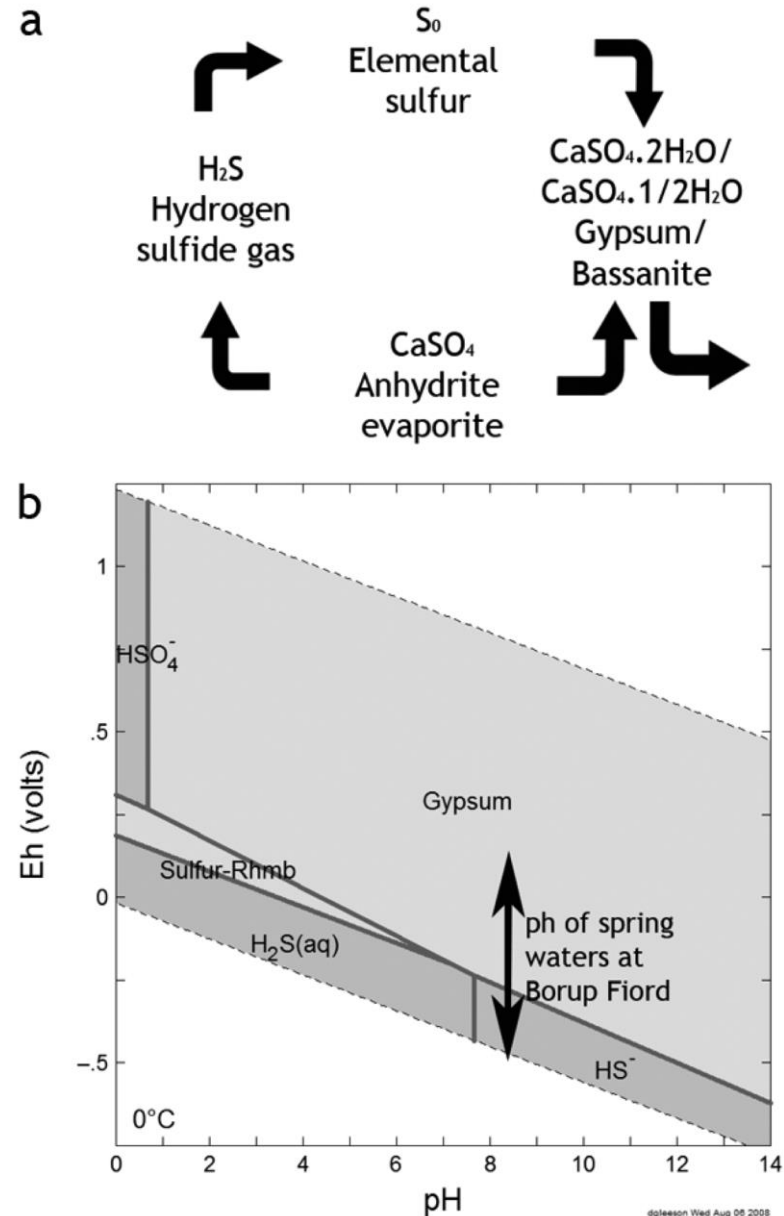 a
S₀
Elemental
sulfur
H₂S
Hydrogen
sulfide gas
CaSO₄.2H₂O/
CaSO₄.1/2H₂O
Gypsum/
Bassanite
CaSO₄
Anhydrite
evaporite
b
1
.5
0
–.5
Eh (volts)
HSO₄⁻
Gypsum
Sulfur-Rhmb
H₂S(aq)
ph of spring
waters at
Borup Fiord
HS⁻
0°C
0 2 4 6 8 10 12 14
pH
dgleeson Wed Aug 06 2008